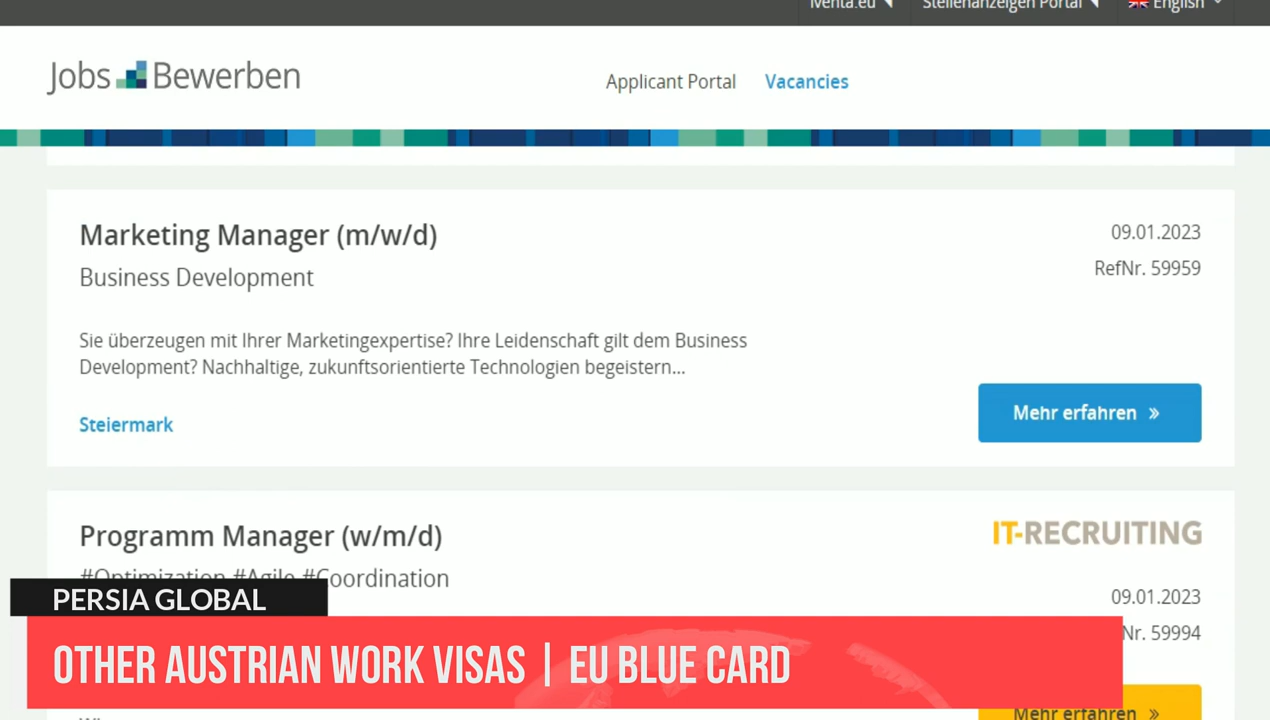 iventa.eu Stellenanzeigen Portal English
Jobs Bewerben
Applicant Portal Vacancies
Marketing Manager (m/w/d)
09.01.2023
Business Development
RefNr. 59959
Sie überzeugen mit Ihrer Marketingexpertise? Ihre Leidenschaft gilt dem Business
Development? Nachhaltige, zukunftsorientierte Technologien begeistern...
Mehr erfahren »
Steiermark
Programm Manager (w/m/d)
IT-RECRUITING
#Optimization #Agile #Coordination
09.01.2023
PERSIA GLOBAL
Nr. 59994
OTHER AUSTRIAN WORK VISAS | EU BLUE CARD
Mehr erfahren »